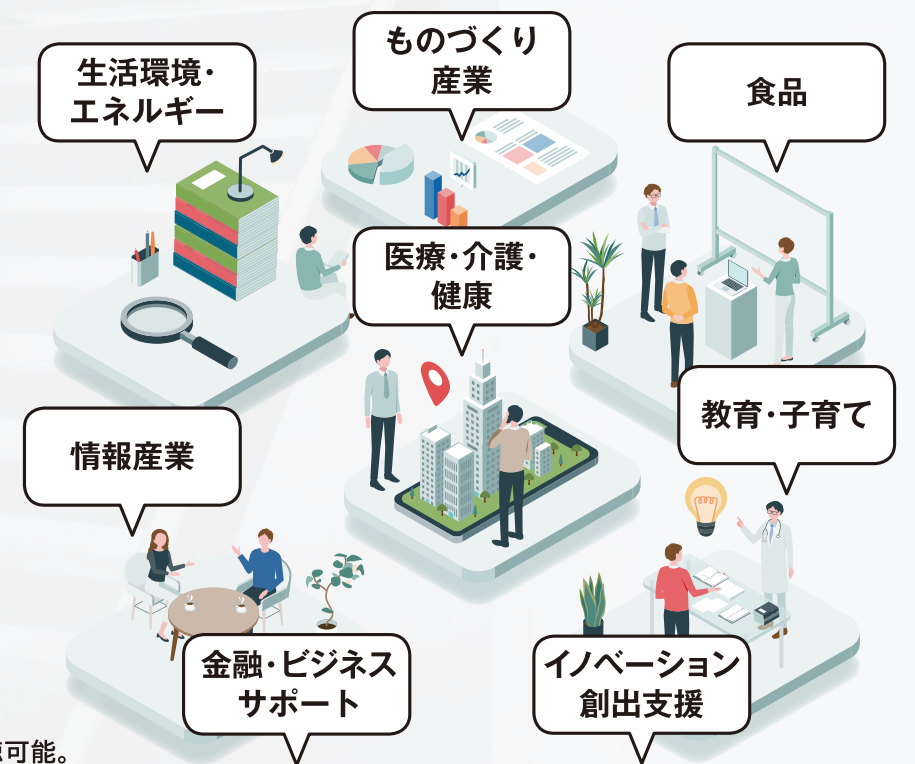 ものづくり
産業
生活環境・
エネルギー
食品
医療・介護・
健康
教育・子育て
情報産業
金融・ビジネス
サポート
イノベーション
創出支援
可能。